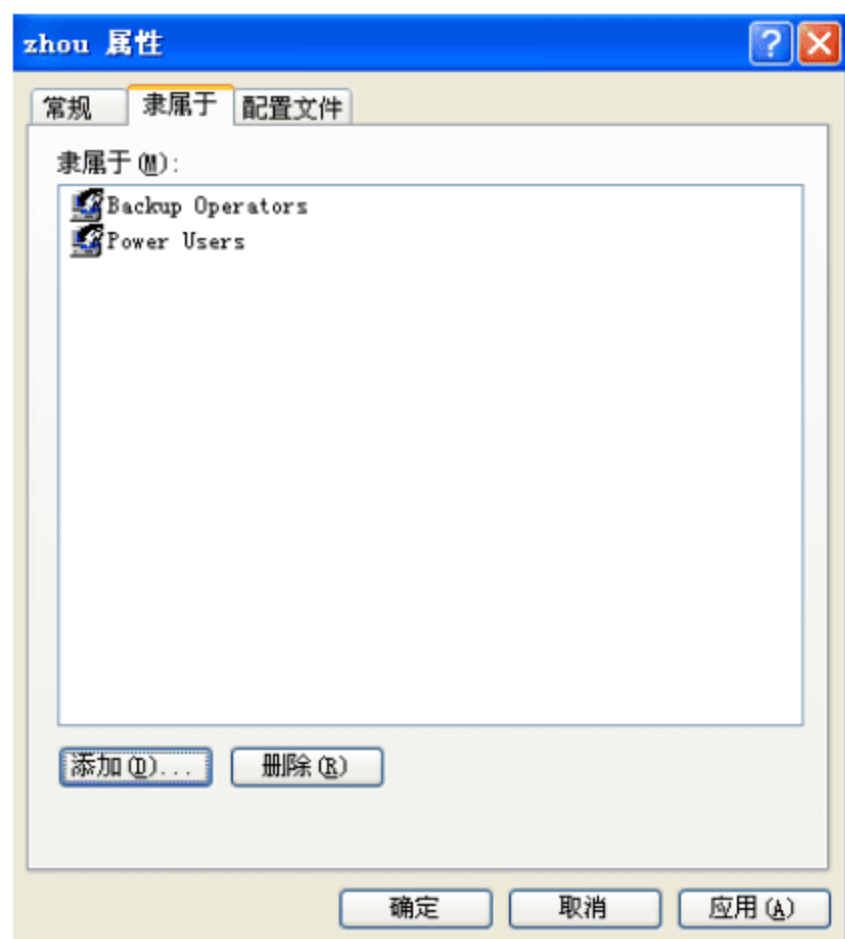 zhou 属性
常规 隶属于 配置文件
隶属于(M):
Backup Operators
Power Users
添加(D)... 删除(R)
确定 取消 应用(A)